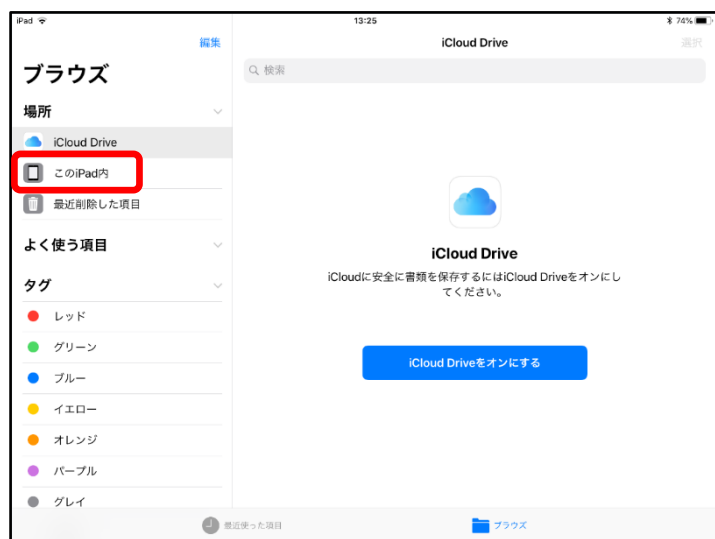 iPad 13:25 74%
編集 iCloud Drive 選択
ブラウズ
検索
場所
iCloud Drive
このiPad内
最近削除した項目
よく使う項目
タグ
レッド
グリーン
ブルー
イエロー
オレンジ
パープル
グレイ
iCloud Drive
iCloudに安全に書類を保存するにはiCloud Driveをオンにし
てください。
iCloud Driveをオンにする
最近使った項目 ブラウズ